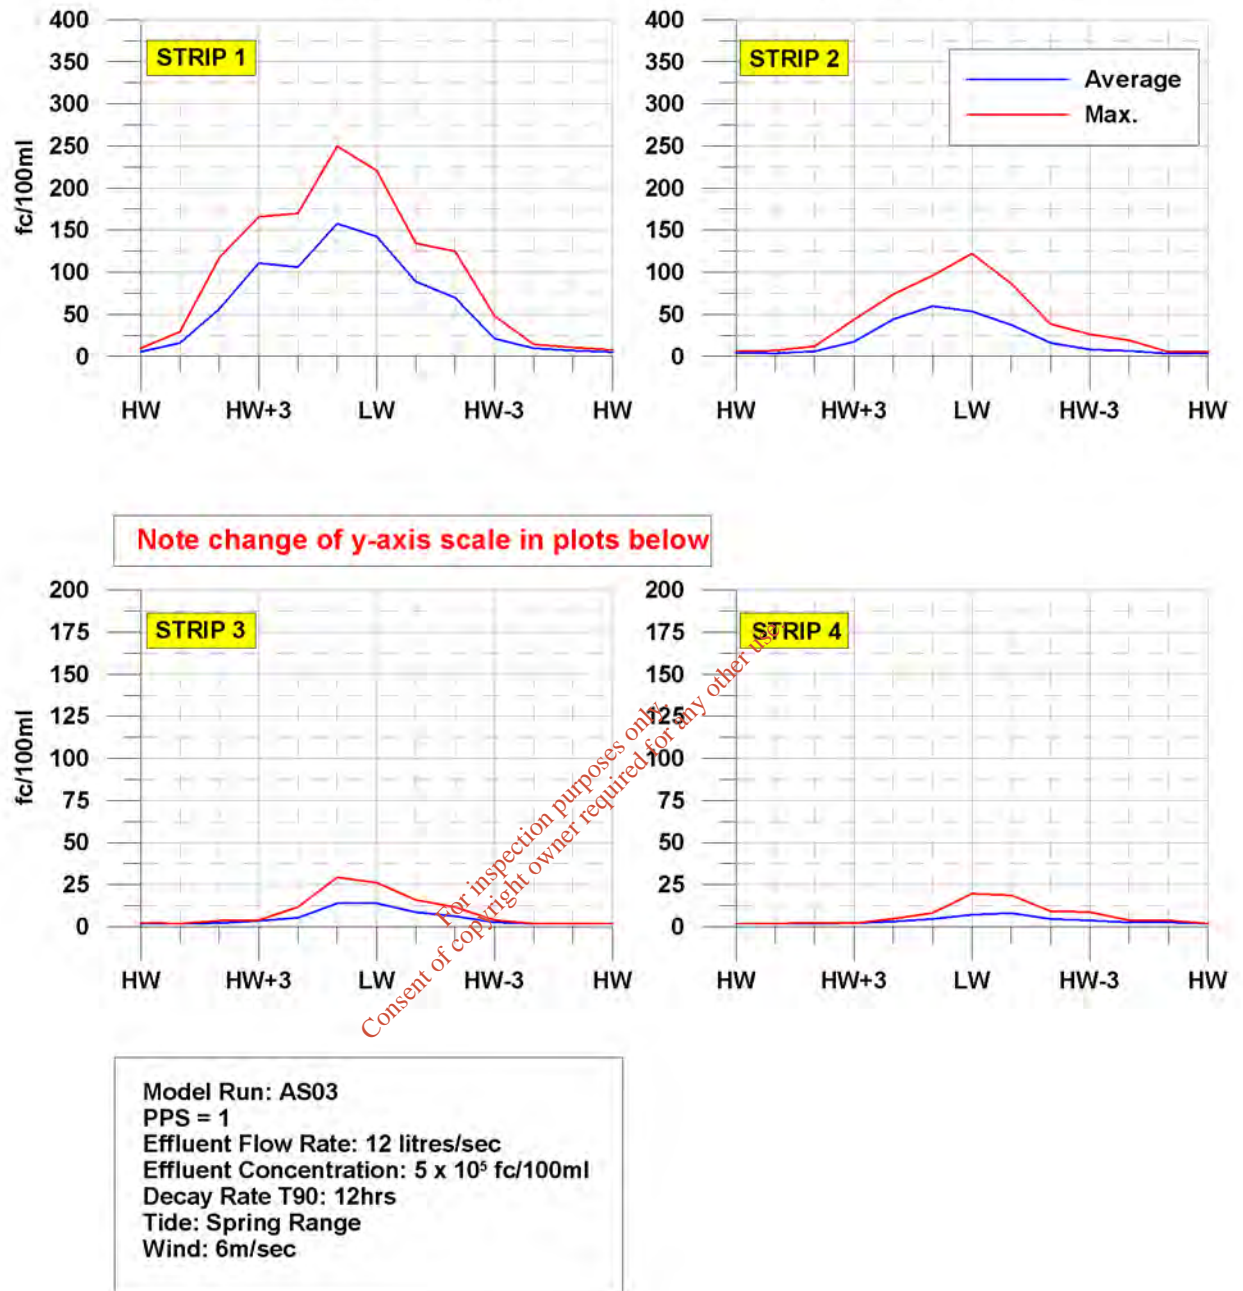 400
350
300
250
200
150
100
50
0
fc/100ml
STRIP 1
HW HW+3 LW HW-3 HW
400
350
300
250
200
150
100
50
0
STRIP 2
Average
Max.
HW HW+3 LW HW-3 HW
Note change of y-axis scale in plots below
200
175
150
125
100
75
50
25
0
fc/100ml
STRIP 3
HW HW+3 LW HW-3 HW
200
175
150
125
100
75
50
25
0
STRIP 4
HW HW+3 LW HW-3 HW
For inspection purposes only.
Consent of copyright owner required for any other use.
Model Run: AS03
PPS = 1
Effluent Flow Rate: 12 litres/sec
Effluent Concentration: 5 x 10⁵ fc/100ml
Decay Rate T90: 12hrs
Tide: Spring Range
Wind: 6m/sec